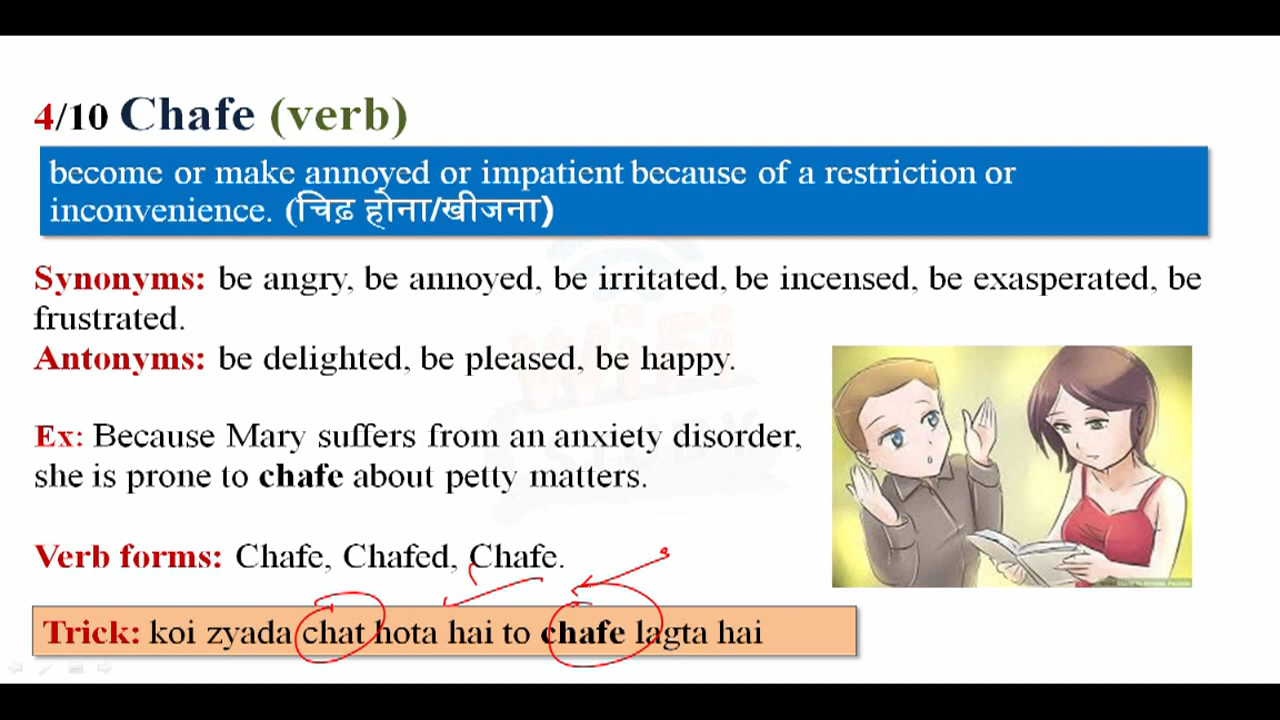 4/10 Chafe (verb)
become or make annoyed or impatient because of a restriction or
inconvenience. (चिढ़ होना/खीजना)
Synonyms: be angry, be annoyed, be irritated, be incensed, be exasperated, be
frustrated.
Antonyms: be delighted, be pleased, be happy.
WiFi
STUDY
Ex: Because Mary suffers from an anxiety disorder,
she is prone to chafe about petty matters.
Verb forms: Chafe, Chafed, Chafe.
Trick: koi zyada chat hota hai to chafe lagta hai